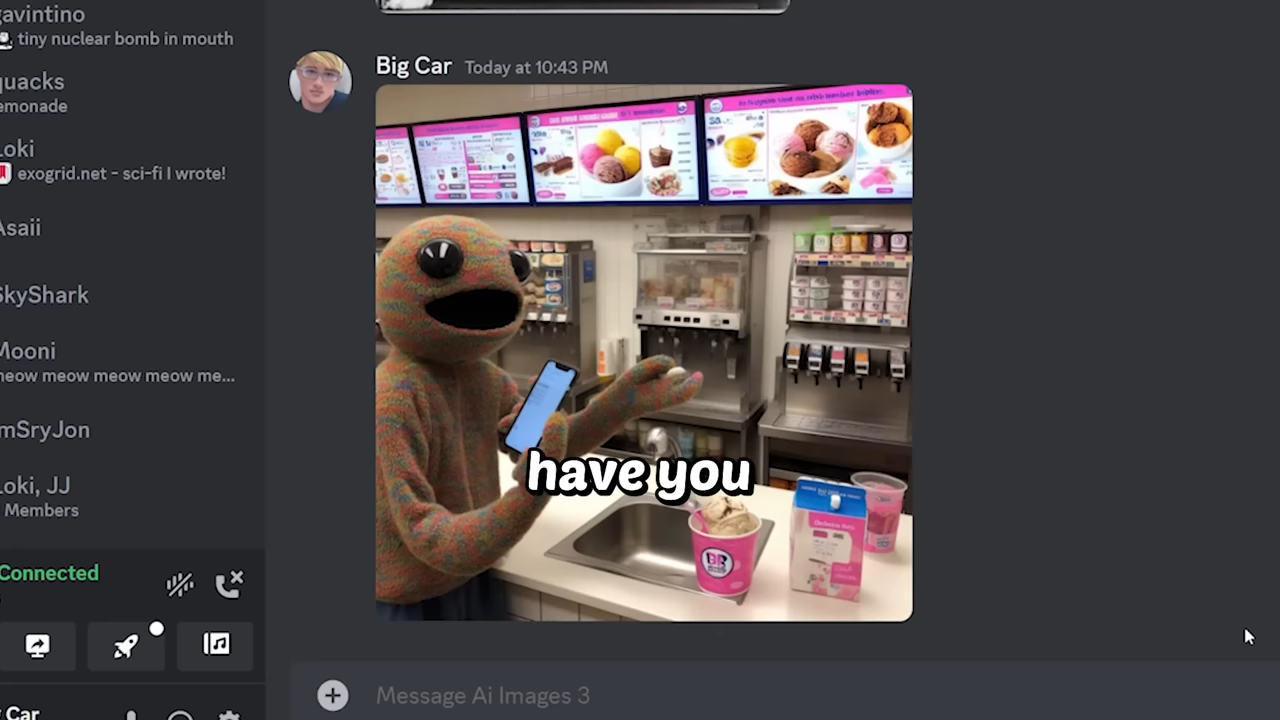 gavintino
tiny nuclear bomb in mouth
quacks
emonade
Loki
exogrid.net - sci-fi I wrote!
Asaii
SkyShark
Mooni
meow meow meow meow me...
mSryJon
Loki, JJ
Members
Connected
Car
Big Car Today at 10:43 PM
BR
have you
Message Ai Images 3